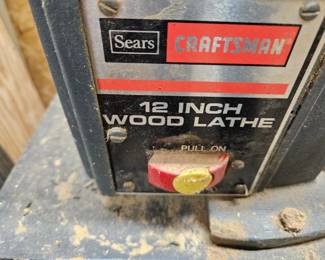 Sears CRAFTSMAN
12 INCH
WOOD LATHE
PULL ON